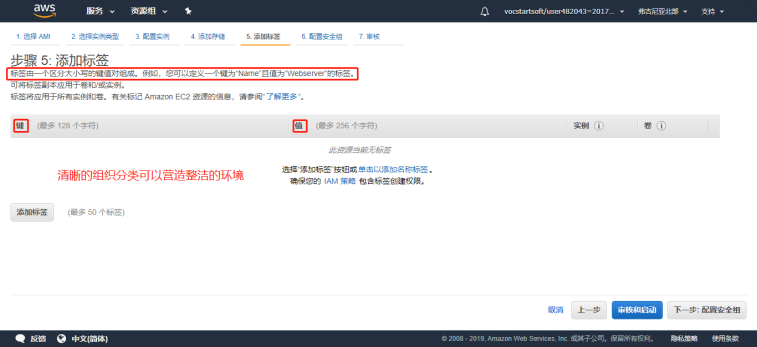 aws 服务 资源组 vocstartsoft/user482043=2017... 弗吉尼亚北部 支持
1. 选择 AMI 2. 选择实例类型 3. 配置实例 4. 添加存储 5. 添加标签 6. 配置安全组 7. 审核
步骤 5: 添加标签
标签由一个区分大小写的键值对组成。例如，您可以定义一个键为“Name”且值为“Webserver”的标签。
可将标签副本应用于卷和/或实例。
标签将应用于所有实例和卷。有关标记 Amazon EC2 资源的信息，请参阅“了解更多”。
键 (最多 128 个字符) 值 (最多 256 个字符) 实例 卷
此资源当前无标签
选择“添加标签”按钮或单击以添加名称标签。
清晰的组织分类可以营造整洁的环境
确保您的 IAM 策略 包含标签创建权限。
添加标签 (最多 50 个标签)
取消 上一步 审核和启动 下一步: 配置安全组
反馈 中文(简体) © 2008 - 2019, Amazon Web Services, Inc. 或其子公司。保留所有权利。 隐私策略 使用条款